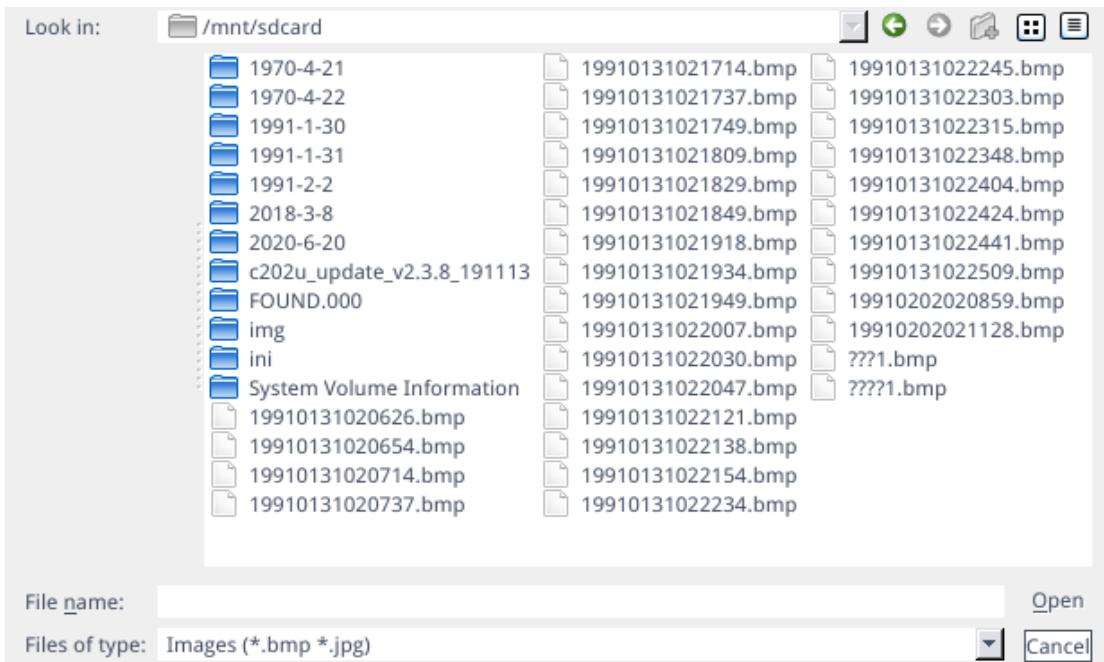 Look in: /mnt/sdcard
1970-4-21
1970-4-22
1991-1-30
1991-1-31
1991-2-2
2018-3-8
2020-6-20
c202u_update_v2.3.8_191113
FOUND.000
img
ini
System Volume Information
19910131020626.bmp
19910131020654.bmp
19910131020714.bmp
19910131020737.bmp
19910131021714.bmp
19910131021737.bmp
19910131021749.bmp
19910131021809.bmp
19910131021829.bmp
19910131021849.bmp
19910131021918.bmp
19910131021934.bmp
19910131021949.bmp
19910131022007.bmp
19910131022030.bmp
19910131022047.bmp
19910131022121.bmp
19910131022138.bmp
19910131022154.bmp
19910131022234.bmp
19910131022245.bmp
19910131022303.bmp
19910131022315.bmp
19910131022348.bmp
19910131022404.bmp
19910131022424.bmp
19910131022441.bmp
19910131022509.bmp
19910202020859.bmp
19910202021128.bmp
???1.bmp
????1.bmp
File name: Open
Files of type: Images (*.bmp *.jpg) Cancel